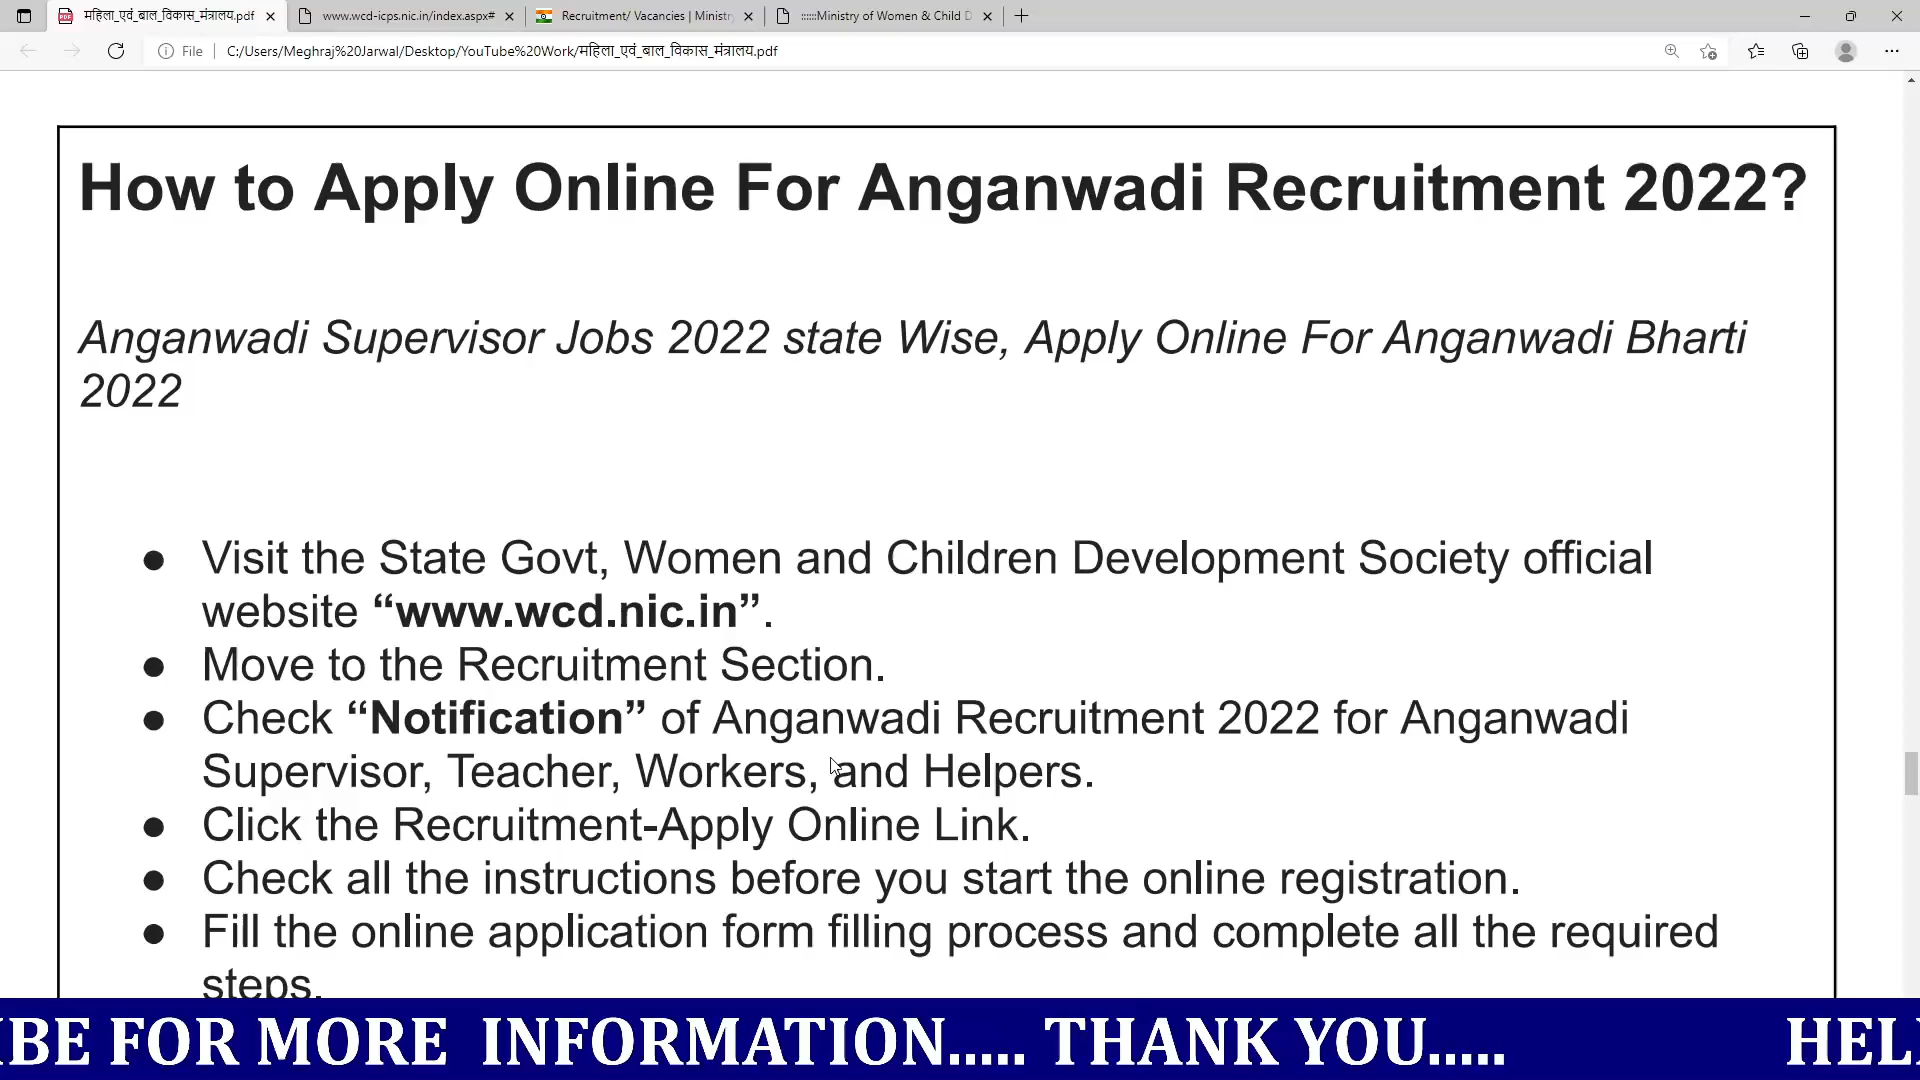 महिला_एवं_बाल_विकास_मंत्रालय.pdf
www.wcd-icps.nic.in/index.aspx#
Recruitment/ Vacancies | Ministr
::::::Ministry of Women & Child D
File
C:/Users/Meghraj%20Jarwal/Desktop/YouTube%20Work/महिला_एवं_बाल_विकास_मंत्रालय.pdf
How to Apply Online For Anganwadi Recruitment 2022?
Anganwadi Supervisor Jobs 2022 state Wise, Apply Online For Anganwadi Bharti
2022
● Visit the State Govt, Women and Children Development Society official
website “www.wcd.nic.in”.
● Move to the Recruitment Section.
● Check “Notification” of Anganwadi Recruitment 2022 for Anganwadi
Supervisor, Teacher, Workers, and Helpers.
● Click the Recruitment-Apply Online Link.
● Check all the instructions before you start the online registration.
● Fill the online application form filling process and complete all the required
steps.
IBE FOR MORE INFORMATION..... THANK YOU..... HEL